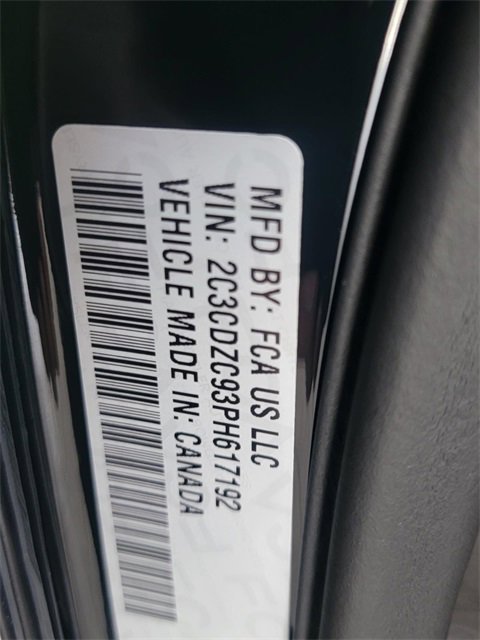 MFD BY: FCA US LLC
VIN: 2C3CDZC93PH617192
VEHICLE MADE IN: CANADA